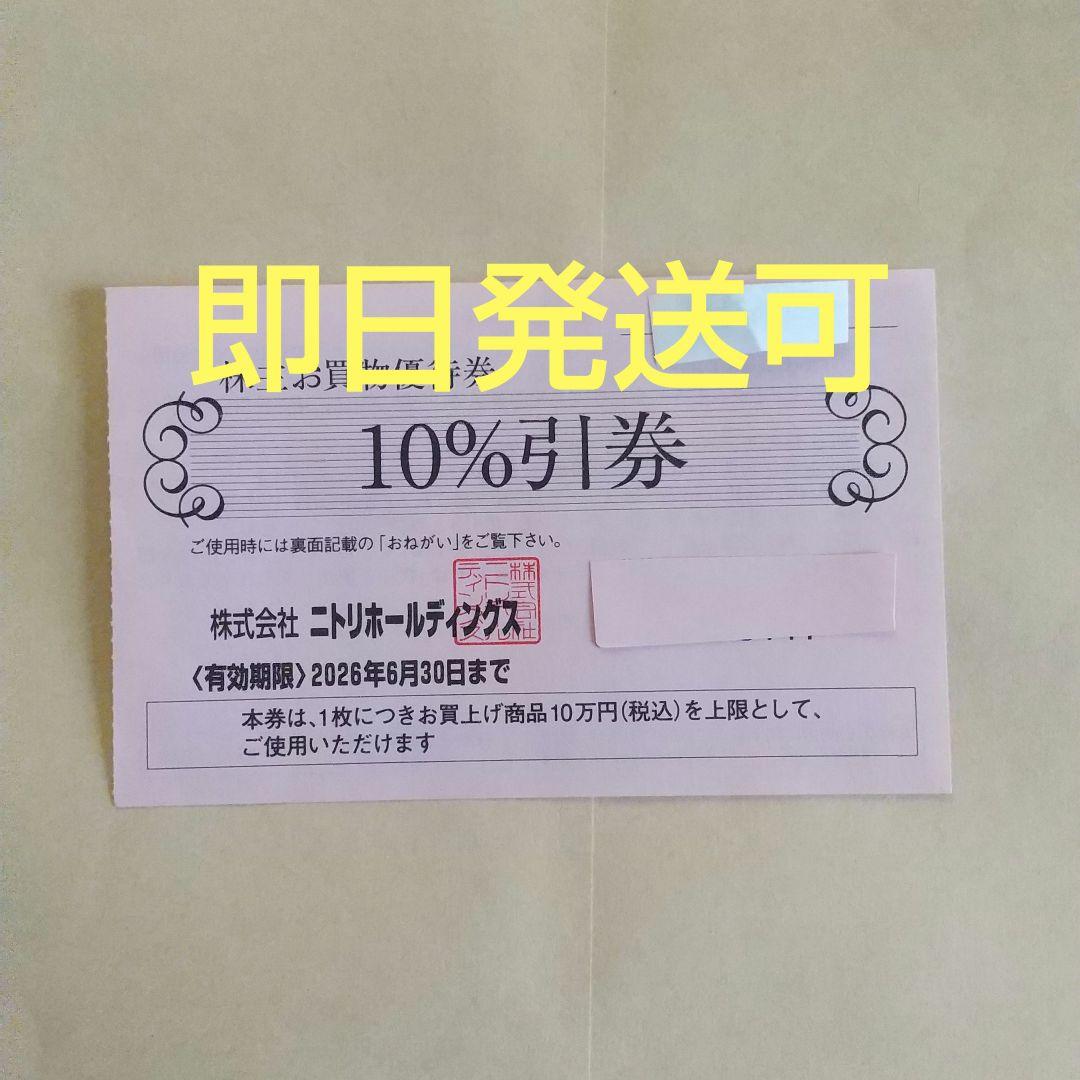 即日発送可
株主お買物優待券
10%引券
ご使用時には裏面記載の「おねがい」をご覧下さい。
株式会社 ニトリホールディングス
〈有効期限〉2026年6月30日まで
本券は、1枚につきお買上げ商品10万円(税込)を上限として、
ご使用いただけます